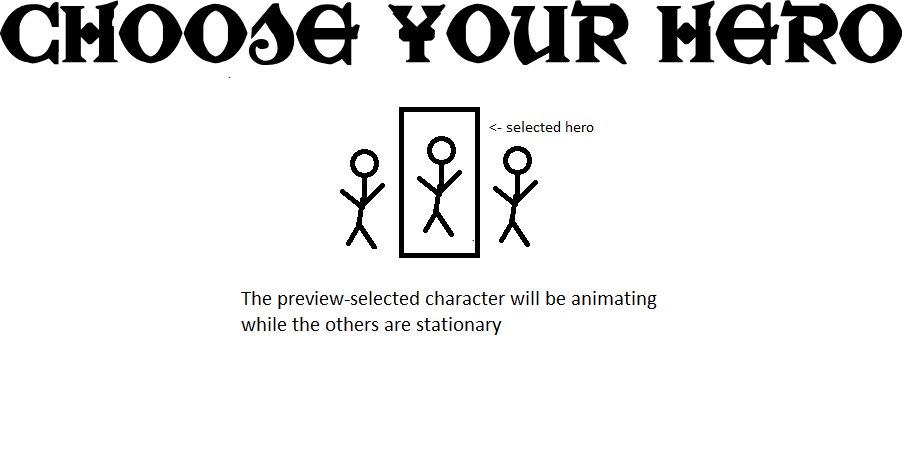 CHOOSE YOUR HERO
<- selected hero
The preview-selected character will be animating
while the others are stationary